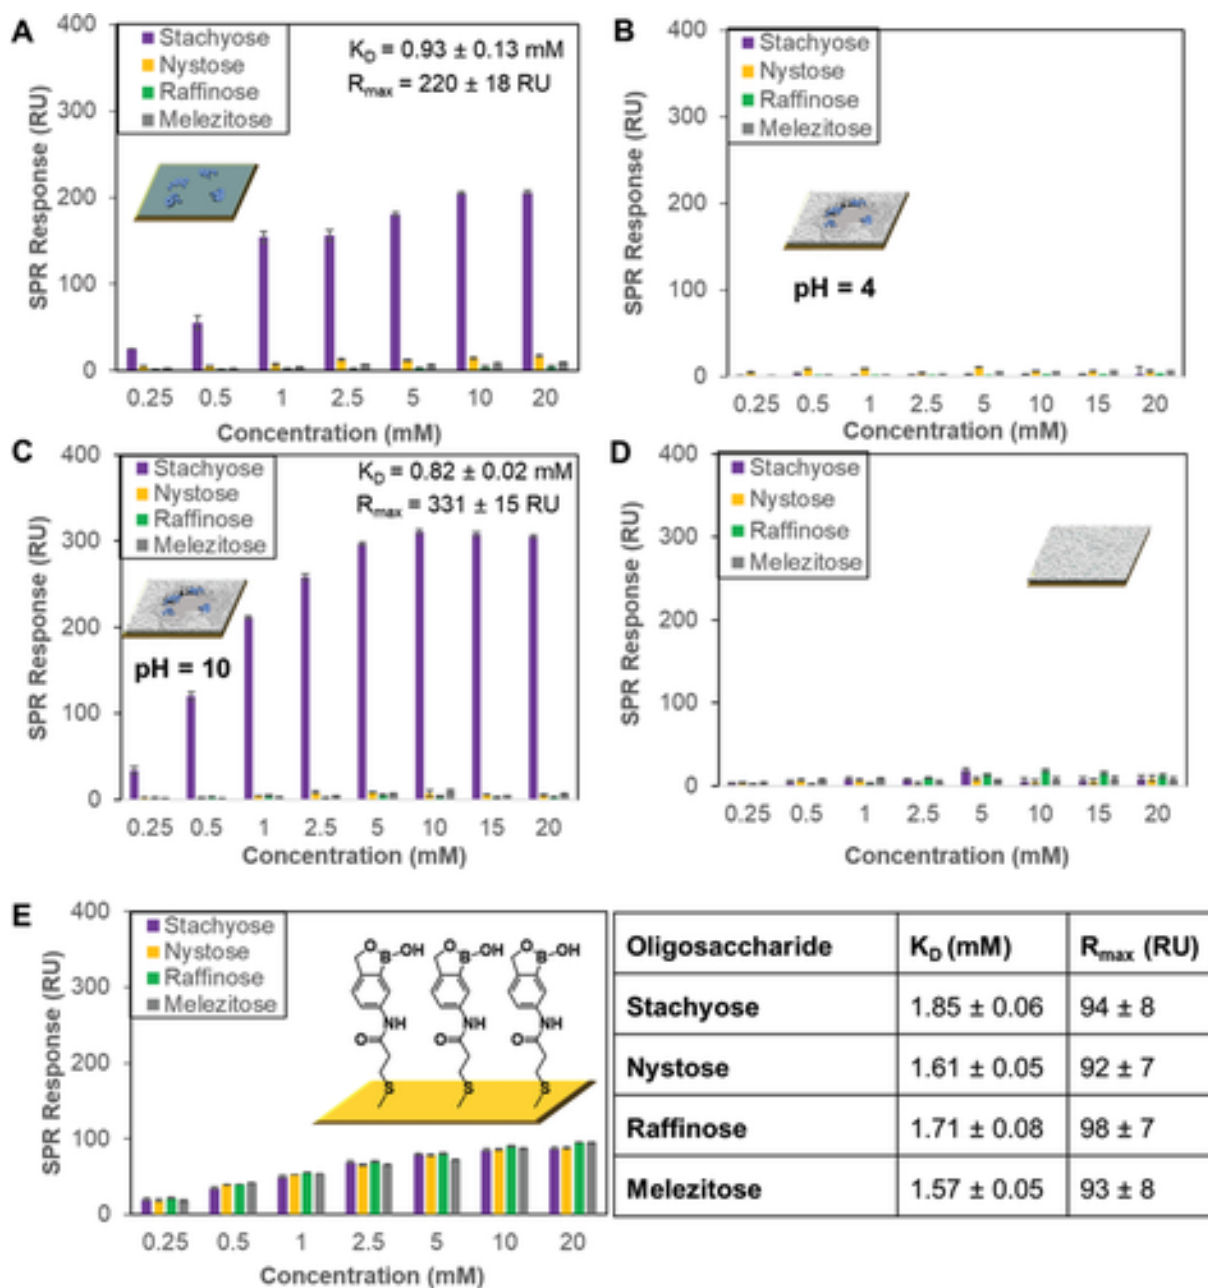 A
400
300
200
100
0
SPR Response (RU)
Stachyose
Nystose
Raffinose
Melezitose
K_D = 0.93 ± 0.13 mM
R_max = 220 ± 18 RU
0.25 0.5 1 2.5 5 10 20
Concentration (mM)
B
400
300
200
100
0
SPR Response (RU)
Stachyose
Nystose
Raffinose
Melezitose
pH = 4
0.25 0.5 1 2.5 5 10 15 20
Concentration (mM)
C
400
300
200
100
0
SPR Response (RU)
Stachyose
Nystose
Raffinose
Melezitose
K_D = 0.82 ± 0.02 mM
R_max = 331 ± 15 RU
pH = 10
0.25 0.5 1 2.5 5 10 15 20
Concentration (mM)
D
400
300
200
100
0
SPR Response (RU)
Stachyose
Nystose
Raffinose
Melezitose
0.25 0.5 1 2.5 5 10 15 20
Concentration (mM)
E
400
300
200
100
0
SPR Response (RU)
Stachyose
Nystose
Raffinose
Melezitose
O B-OH O B-OH O B-OH
NH NH NH
O O O
S S S
0.25 0.5 1 2.5 5 10 20
Concentration (mM)
Oligosaccharide K_D (mM) R_max (RU)
Stachyose 1.85 ± 0.06 94 ± 8
Nystose 1.61 ± 0.05 92 ± 7
Raffinose 1.71 ± 0.08 98 ± 7
Melezitose 1.57 ± 0.05 93 ± 8